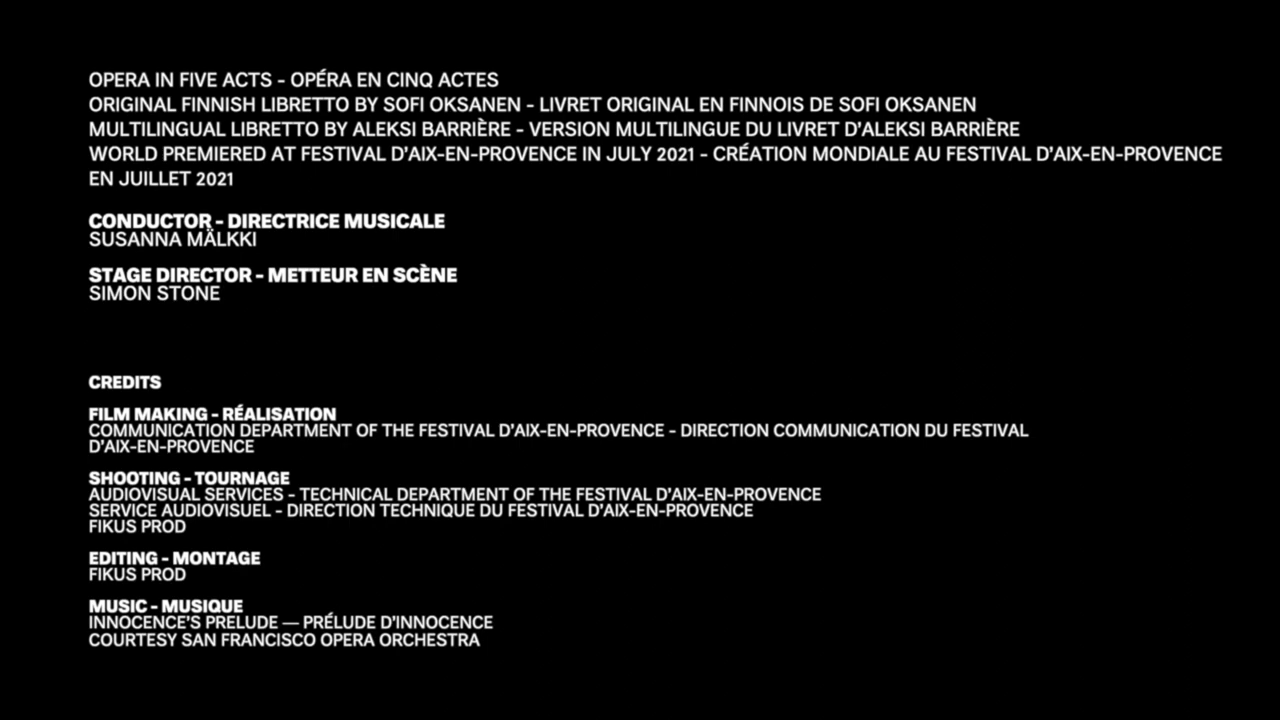 OPERA IN FIVE ACTS - OPÉRA EN CINQ ACTES
ORIGINAL FINNISH LIBRETTO BY SOFI OKSANEN - LIVRET ORIGINAL EN FINNOIS DE SOFI OKSANEN
MULTILINGUAL LIBRETTO BY ALEKSI BARRIÈRE - VERSION MULTILINGUE DU LIVRET D'ALEKSI BARRIÈRE
WORLD PREMIERED AT FESTIVAL D'AIX-EN-PROVENCE IN JULY 2021 - CRÉATION MONDIALE AU FESTIVAL D'AIX-EN-PROVENCE
EN JUILLET 2021
CONDUCTOR - DIRECTRICE MUSICALE
SUSANNA MÄLKKI
STAGE DIRECTOR - METTEUR EN SCÈNE
SIMON STONE
CREDITS
FILM MAKING - RÉALISATION
COMMUNICATION DEPARTMENT OF THE FESTIVAL D'AIX-EN-PROVENCE - DIRECTION COMMUNICATION DU FESTIVAL
D'AIX-EN-PROVENCE
SHOOTING - TOURNAGE
AUDIOVISUAL SERVICES - TECHNICAL DEPARTMENT OF THE FESTIVAL D'AIX-EN-PROVENCE
SERVICE AUDIOVISUEL - DIRECTION TECHNIQUE DU FESTIVAL D'AIX-EN-PROVENCE
FIKUS PROD
EDITING - MONTAGE
FIKUS PROD
MUSIC - MUSIQUE
INNOCENCE'S PRELUDE — PRÉLUDE D'INNOCENCE
COURTESY SAN FRANCISCO OPERA ORCHESTRA